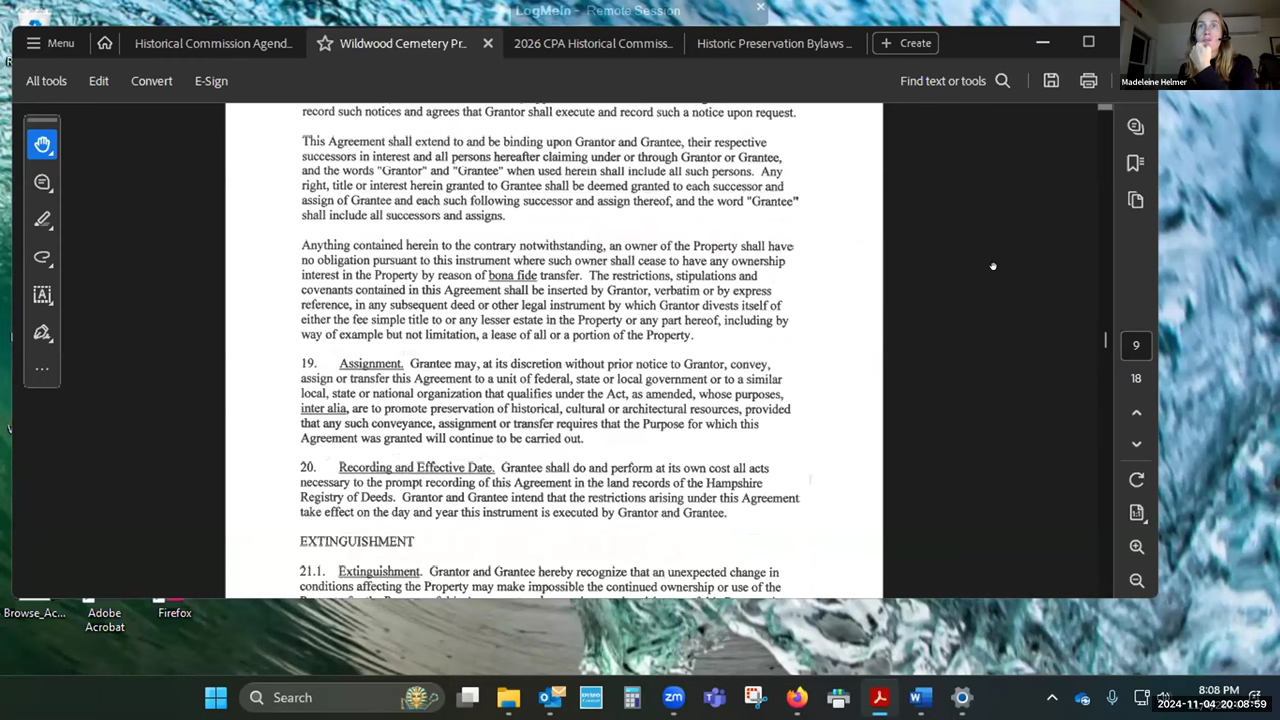 LogMeIn - Remote Session
Menu
Historical Commission Agend...
Wildwood Cemetery Pr...
2026 CPA Historical Commiss...
Historic Preservation Bylaws ...
Create
Madeleine Helmer
All tools
Edit
Convert
E-Sign
Find text or tools
record such notices and agrees that Grantor shall execute and record such a notice upon request.
This Agreement shall extend to and be binding upon Grantor and Grantee, their respective
successors in interest and all persons hereafter claiming under or through Grantor or Grantee,
and the words "Grantor" and "Grantee" when used herein shall include all such persons. Any
right, title or interest herein granted to Grantee shall be deemed granted to each successor and
assign of Grantee and each such following successor and assign thereof, and the word "Grantee"
shall include all successors and assigns.
Anything contained herein to the contrary notwithstanding, an owner of the Property shall have
no obligation pursuant to this instrument where such owner shall cease to have any ownership
interest in the Property by reason of bona fide transfer. The restrictions, stipulations and
covenants contained in this Agreement shall be inserted by Grantor, verbatim or by express
reference, in any subsequent deed or other legal instrument by which Grantor divests itself of
either the fee simple title to or any lesser estate in the Property or any part hereof, including by
way of example but not limitation, a lease of all or a portion of the Property.
19. Assignment. Grantee may, at its discretion without prior notice to Grantor, convey,
assign or transfer this Agreement to a unit of federal, state or local government or to a similar
local, state or national organization that qualifies under the Act, as amended, whose purposes,
inter alia, are to promote preservation of historical, cultural or architectural resources, provided
that any such conveyance, assignment or transfer requires that the Purpose for which this
Agreement was granted will continue to be carried out.
20. Recording and Effective Date. Grantee shall do and perform at its own cost all acts
necessary to the prompt recording of this Agreement in the land records of the Hampshire
Registry of Deeds. Grantor and Grantee intend that the restrictions arising under this Agreement
take effect on the day and year this instrument is executed by Grantor and Grantee.
EXTINGUISHMENT
21.1. Extinguishment. Grantor and Grantee hereby recognize that an unexpected change in
conditions affecting the Property may make impossible the continued ownership or use of the
9
18
Browse_Ac...
Adobe
Acrobat
Firefox
Search
8:08 PM
2024-11-04 20:08:59